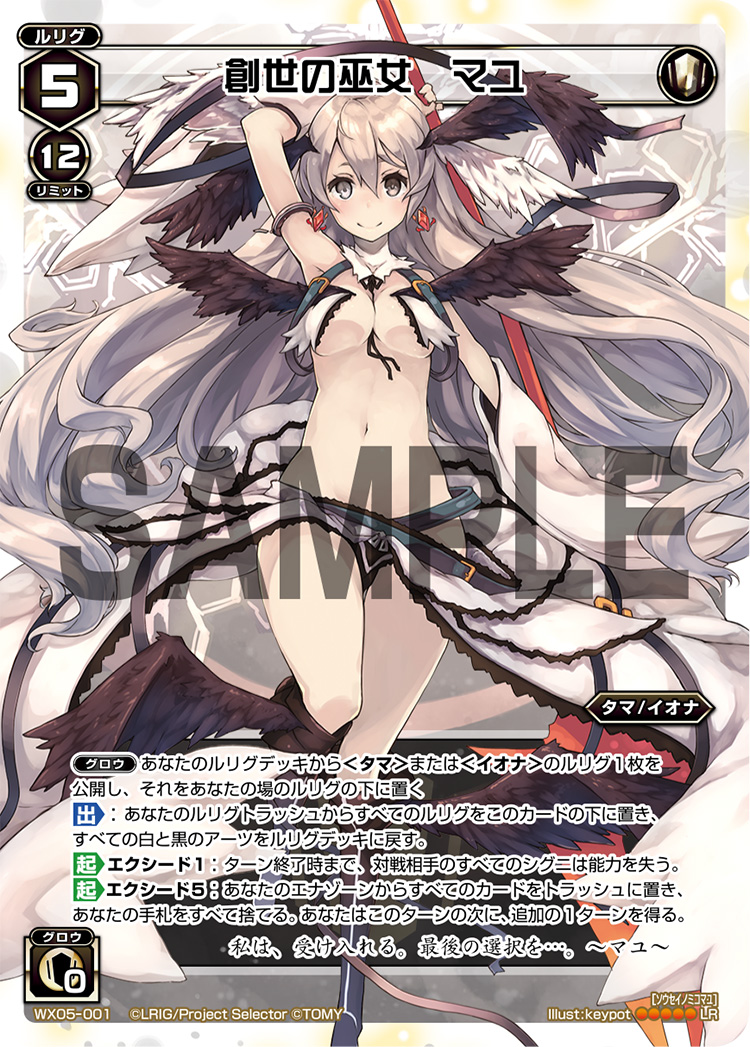 ルリグ
5
創世の巫女 マユ
12
リミット
SAMPLE
タマ/イオナ
グロウ あなたのルリグデッキから<タマ>または<イオナ>のルリグ1枚を
公開し、それをあなたの場のルリグの下に置く
出：あなたのルリグトラッシュからすべてのルリグをこのカードの下に置き、
すべての白と黒のアーツをルリグデッキに戻す。
起 エクシード1：ターン終了時まで、対戦相手のすべてのシグニは能力を失う。
起 エクシード5：あなたのエナゾーンからすべてのカードをトラッシュに置き、
あなたの手札をすべて捨てる。あなたはこのターンの次に、追加の1ターンを得る。
私は、受け入れる。最後の選択を…。～マユ～
グロウ
0
[ソウセイノミコマユ]
WX05-001 ©LRIG/Project Selector ©TOMY Illust:keypot LR